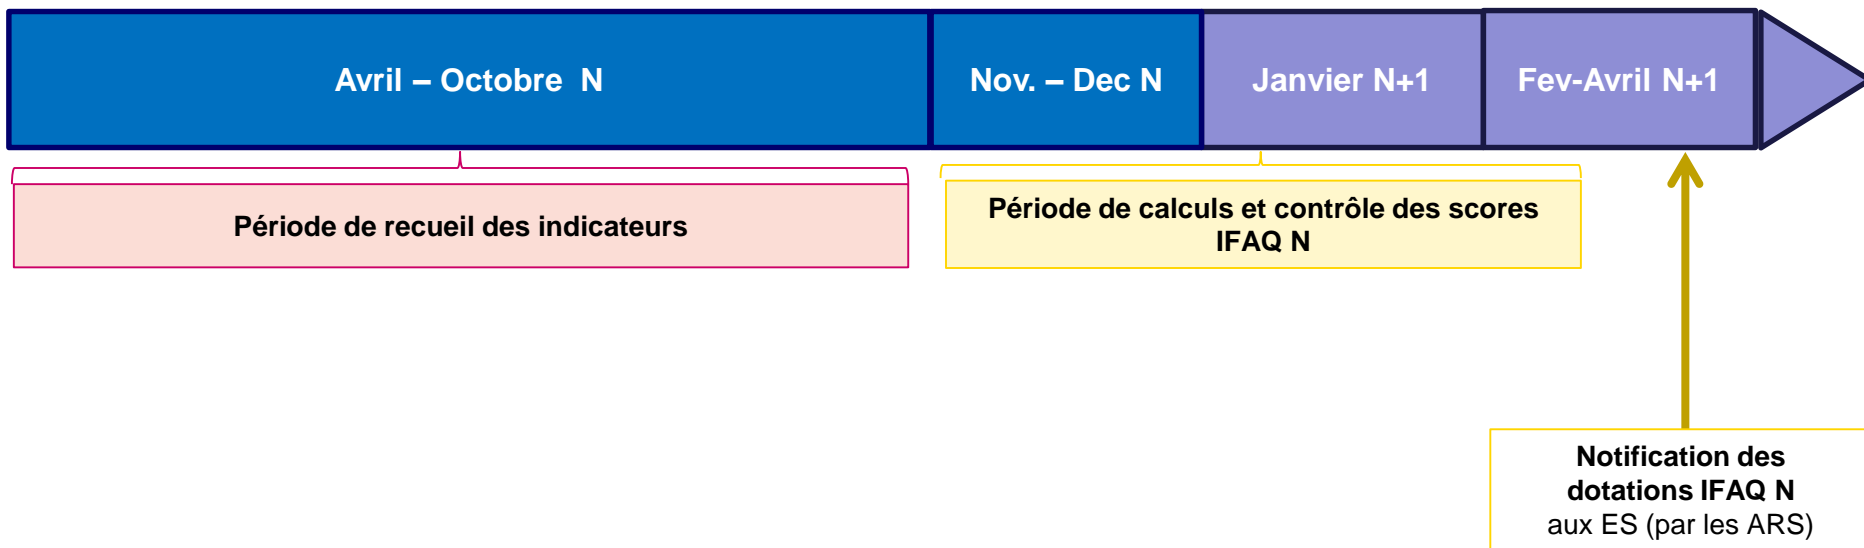 Avril – Octobre  N
Nov. – Dec N
Janvier N+1
Fev-Avril N+1
Période de recueil des indicateurs
Période de calculs et contrôle des scores
IFAQ N
Notification des
dotations IFAQ N
aux ES (par les ARS)